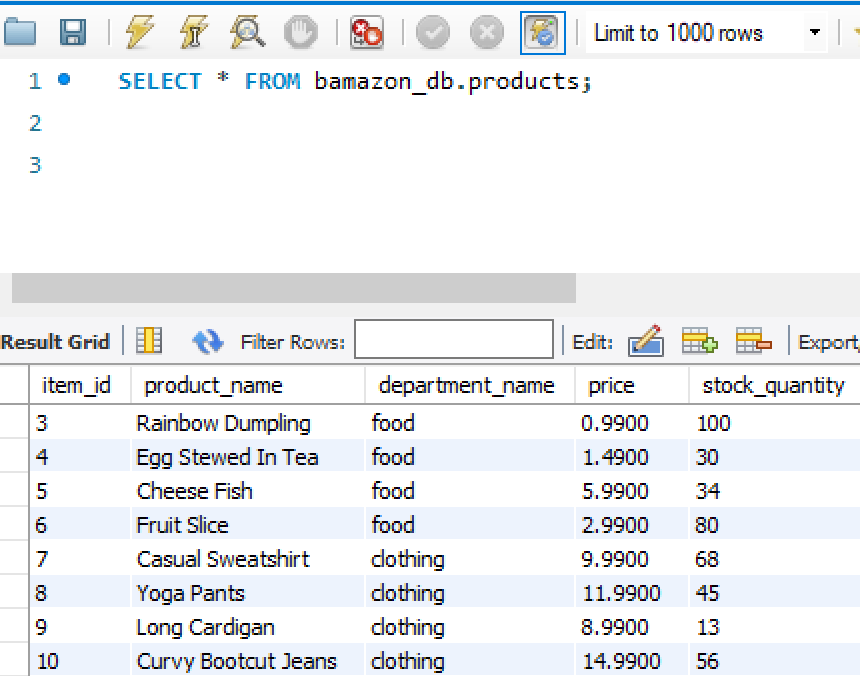 Limit to 1000 rows
1 SELECT * FROM bamazon_db.products;
2
3
Result Grid Filter Rows: Edit: Export
item_id product_name department_name price stock_quantity
3 Rainbow Dumpling food 0.9900 100
4 Egg Stewed In Tea food 1.4900 30
5 Cheese Fish food 5.9900 34
6 Fruit Slice food 2.9900 80
7 Casual Sweatshirt clothing 9.9900 68
8 Yoga Pants clothing 11.9900 45
9 Long Cardigan clothing 8.9900 13
10 Curvy Bootcut Jeans clothing 14.9900 56